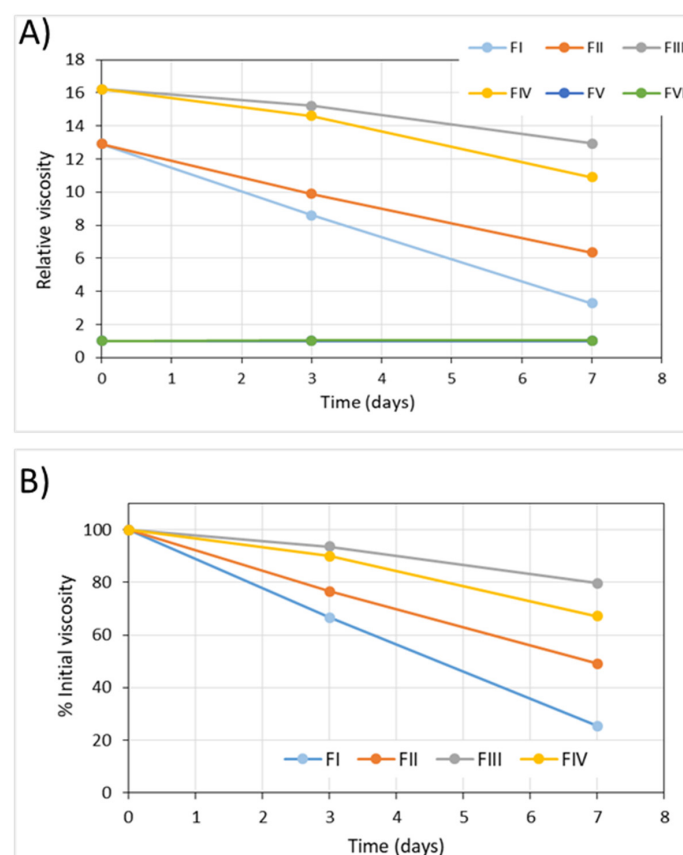 A)
FI FII FIII
FIV FV FVI
18
16
14
12
10
8
6
4
2
0
Relative viscosity
0 1 2 3 4 5 6 7 8
Time (days)
B)
100
80
60
40
20
0
% Initial viscosity
FI FII FIII FIV
0 1 2 3 4 5 6 7 8
Time (days)